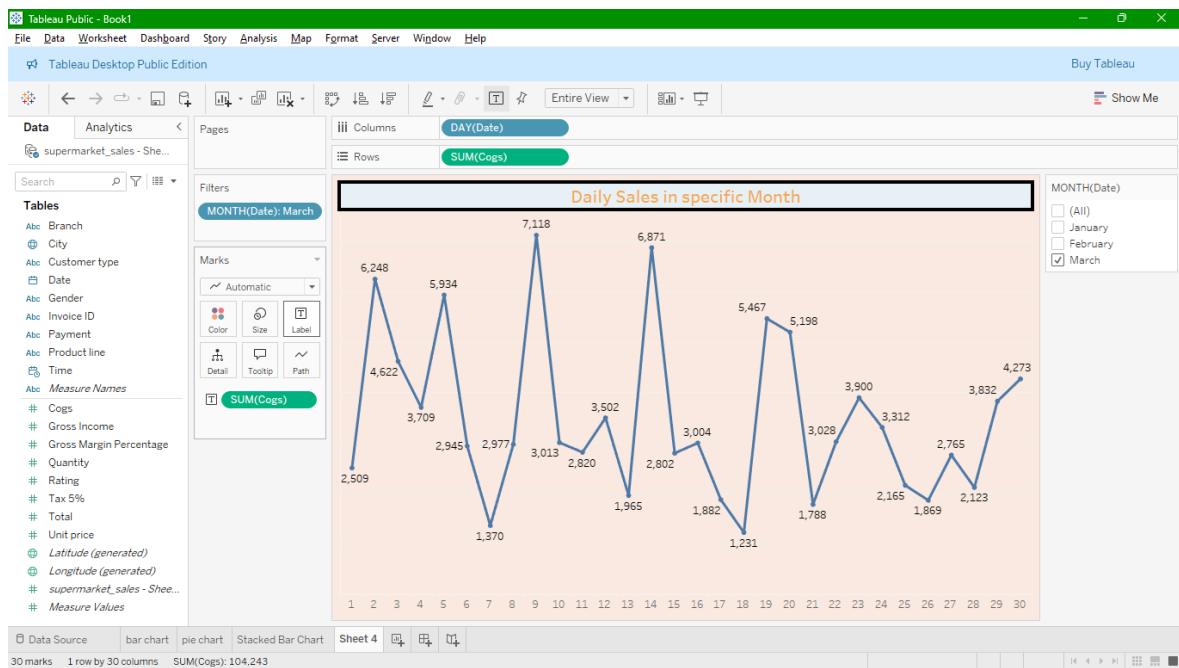 Tableau Public - Book1
File Data Worksheet Dashboard Story Analysis Map Format Server Window Help
Tableau Desktop Public Edition
Buy Tableau
Entire View
Show Me
Data Analytics
supermarket_sales - She...
Search
Tables
Abc Branch
City
Abc Customer type
Date
Abc Gender
Abc Invoice ID
Abc Payment
Abc Product line
Time
Abc Measure Names
# Cogs
# Gross Income
# Gross Margin Percentage
# Quantity
# Rating
# Tax 5%
# Total
# Unit price
Latitude (generated)
Longitude (generated)
# supermarket_sales - Shee...
# Measure Values
Pages
Filters
MONTH(Date): March
Marks
Automatic
Color Size Label
Detail Tooltip Path
SUM(Cogs)
Columns DAY(Date)
Rows SUM(Cogs)
Daily Sales in specific Month
2,509
6,248
4,622
3,709
5,934
2,945
1,370
2,977
7,118
3,013
2,820
3,502
1,965
6,871
2,802
3,004
1,882
1,231
5,467
5,198
1,788
3,028
3,900
3,312
2,165
1,869
2,765
2,123
3,832
4,273
1 2 3 4 5 6 7 8 9 10 11 12 13 14 15 16 17 18 19 20 21 22 23 24 25 26 27 28 29 30
MONTH(Date)
(All)
January
February
March
Data Source bar chart pie chart Stacked Bar Chart Sheet 4
30 marks 1 row by 30 columns SUM(Cogs): 104,243